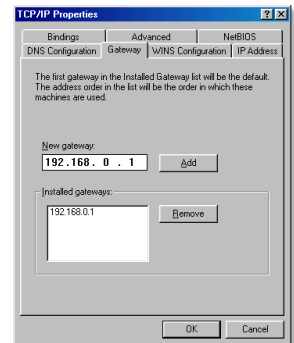 TCP/IP Properties
Bindings Advanced NetBIOS
DNS Configuration Gateway WINS Configuration IP Address
The first gateway in the Installed Gateway list will be the default.
The address order in the list will be the order in which these
machines are used.
New gateway:
192.168. 0 . 1 Add
Installed gateways:
192.168.0.1 Remove
OK Cancel